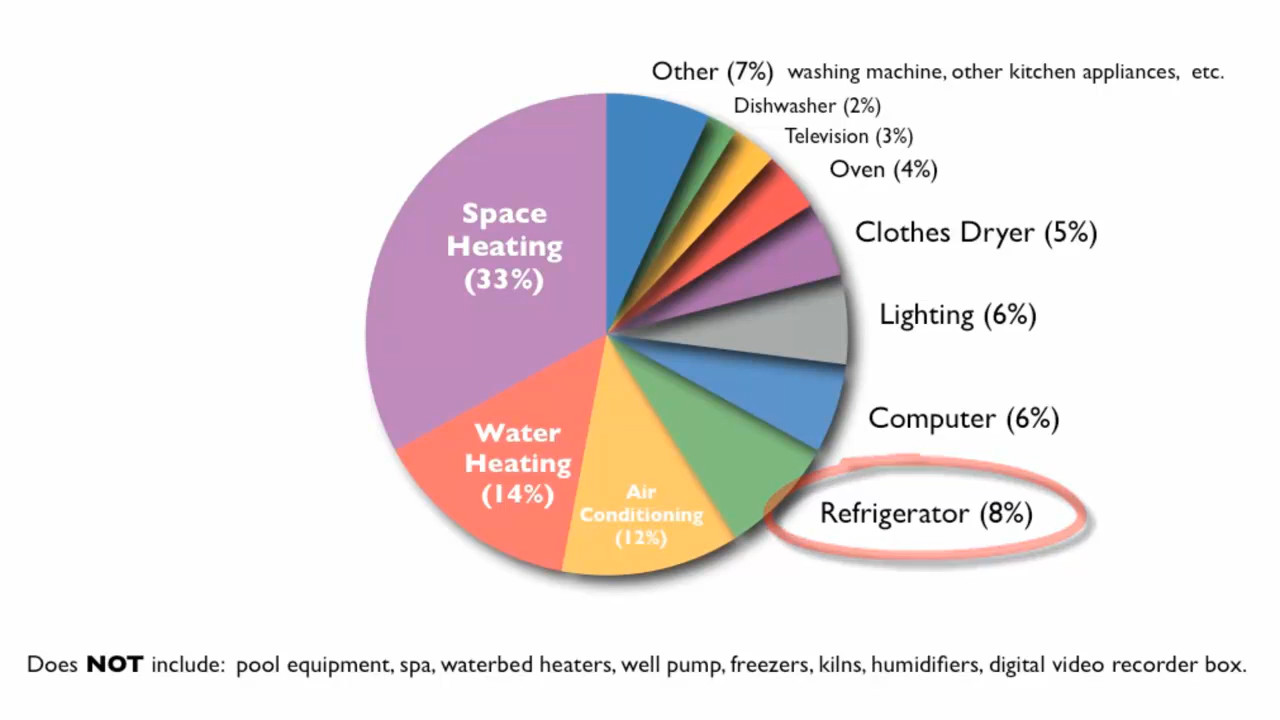 Other (7%) washing machine, other kitchen appliances, etc.
Dishwasher (2%)
Television (3%)
Oven (4%)
Space
Heating
(33%)
Clothes Dryer (5%)
Lighting (6%)
Computer (6%)
Water
Heating
(14%)
Air
Conditioning
(12%)
Refrigerator (8%)
Does NOT include: pool equipment, spa, waterbed heaters, well pump, freezers, kilns, humidifiers, digital video recorder box.